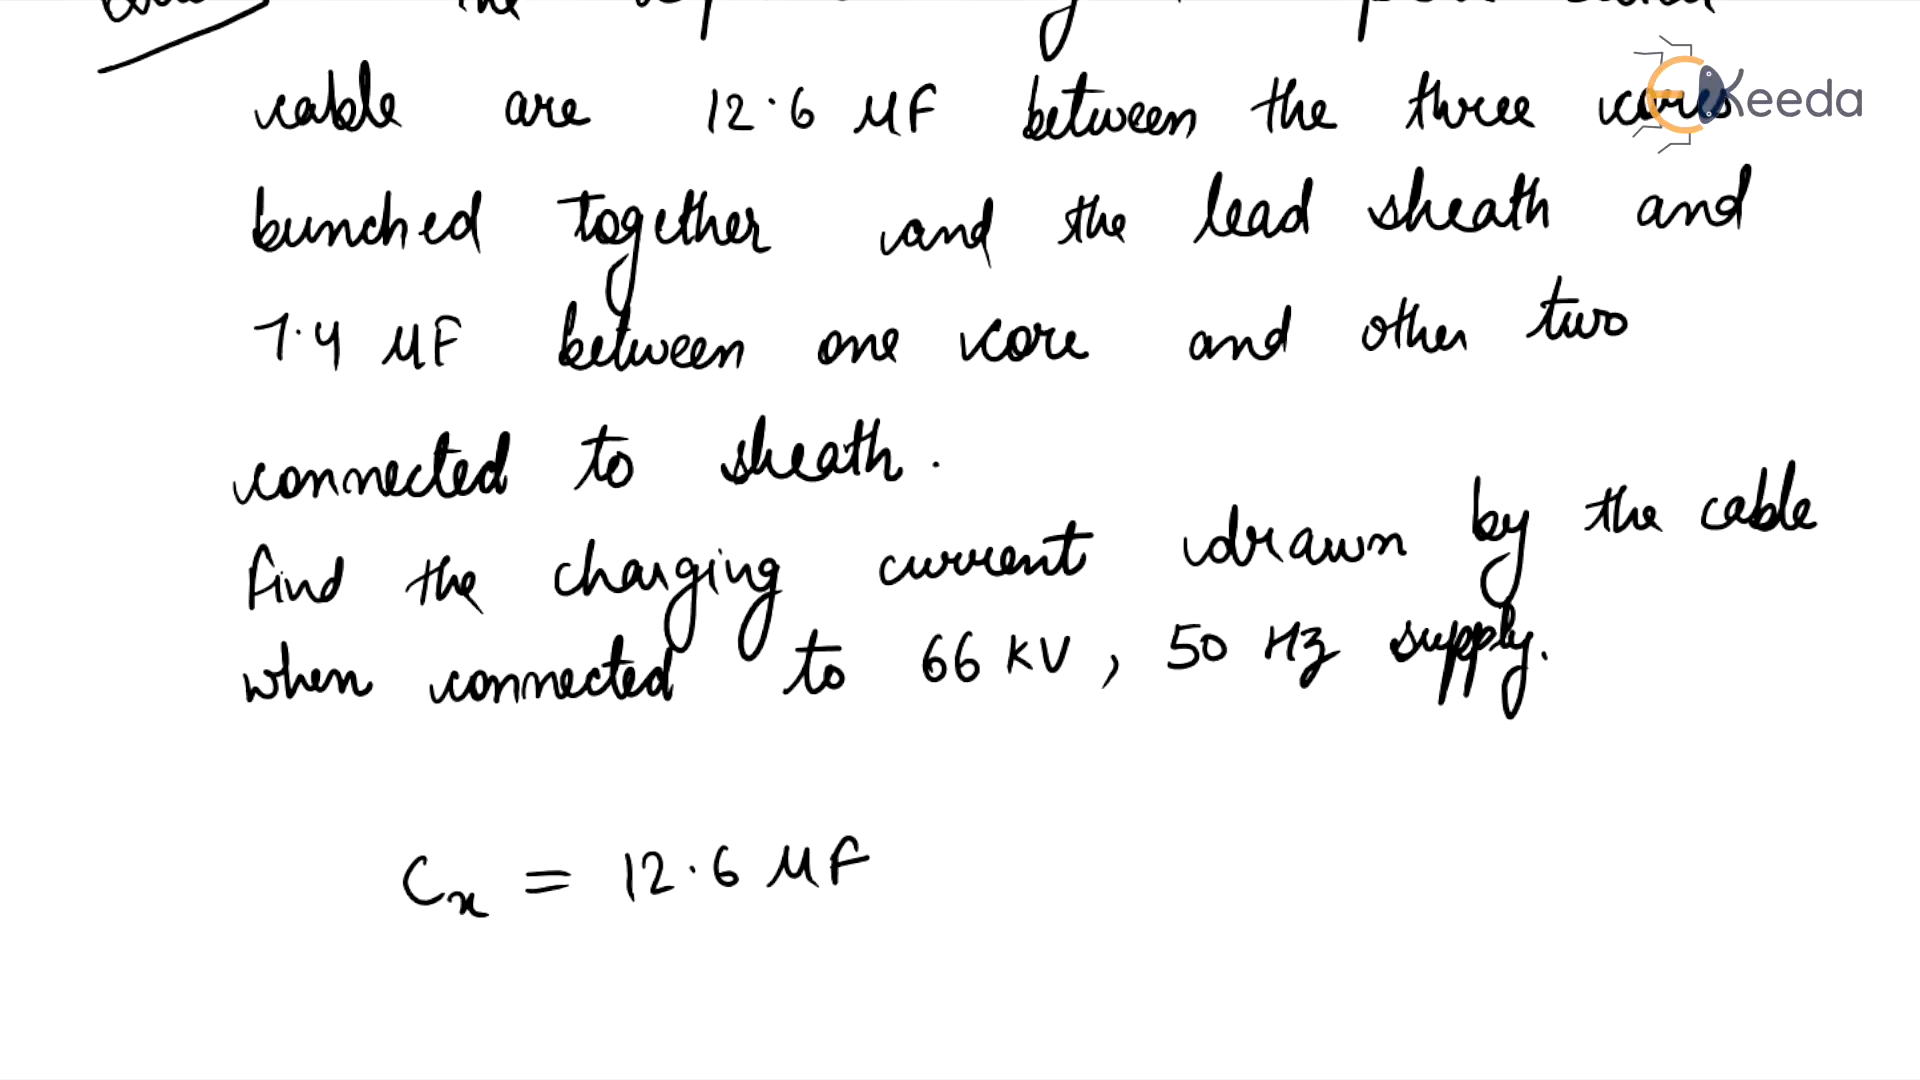 the
cable are 12.6 μF between the three cores
EKeeda
bunched together and the lead sheath and
7.4 μF between one core and other two
connected to sheath.
find the charging current drawn by the cable
when connected to 66 KV, 50 Hz supply.
Cx = 12.6 μF